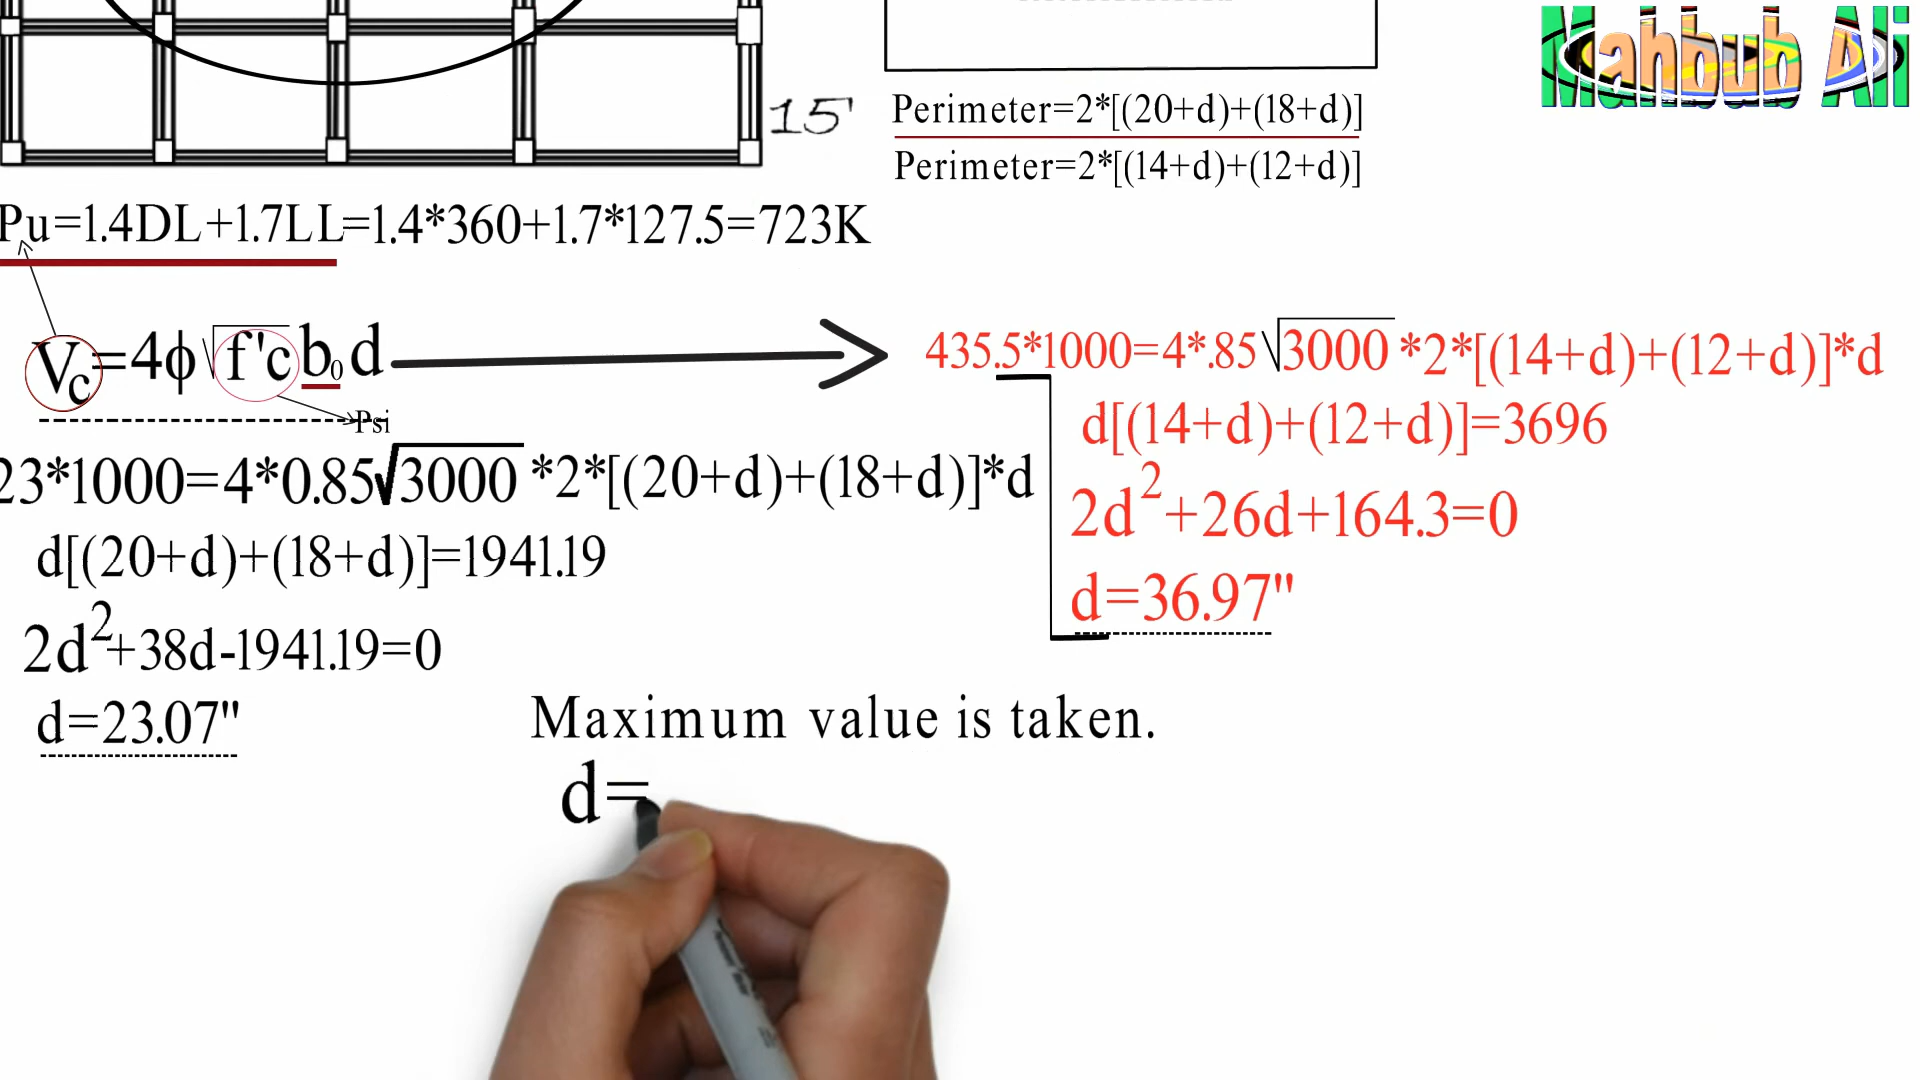 Mahbub Ali
15'
Perimeter=2*[(20+d)+(18+d)]
Perimeter=2*[(14+d)+(12+d)]
Pu=1.4DL+1.7LL=1.4*360+1.7*127.5=723K
Vc=4ϕ√f'c b₀d
Psi
23*1000=4*0.85√3000*2*[(20+d)+(18+d)]*d
d[(20+d)+(18+d)]=1941.19
2d²+38d-1941.19=0
d=23.07"
435.5*1000=4*.85√3000*2*[(14+d)+(12+d)]*d
d[(14+d)+(12+d)]=3696
2d²+26d+164.3=0
d=36.97"
Maximum value is taken.
d=